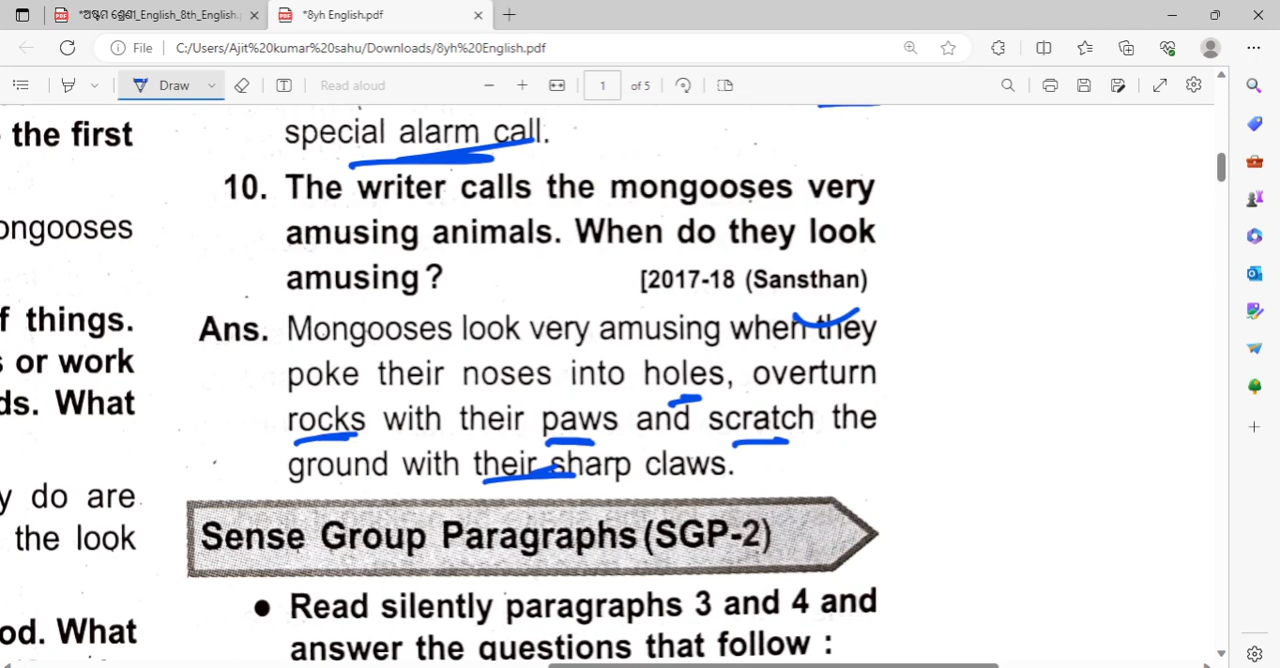 *ଅଷ୍ଟମ ଶ୍ରେଣୀ_English_8th_English.
*8yh English.pdf
File
C:/Users/Ajit%20kumar%20sahu/Downloads/8yh%20English.pdf
Draw
Read aloud
1
of 5
the first
ongooses
f things.
s or work
ds. What
y do are
the look
od. What
special alarm call.
10. The writer calls the mongooses very
amusing animals. When do they look
amusing? [2017-18 (Sansthan)
Ans. Mongooses look very amusing when they
poke their noses into holes, overturn
rocks with their paws and scratch the
ground with their sharp claws.
Sense Group Paragraphs (SGP-2)
• Read silently paragraphs 3 and 4 and
answer the questions that follow :